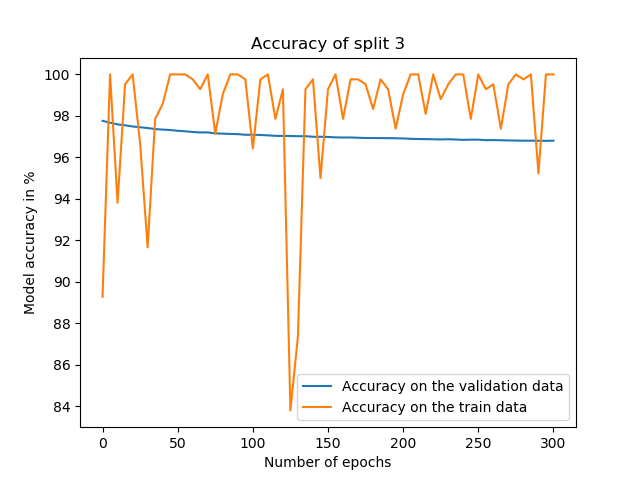 Accuracy of split 3
100
98
96
94
92
90
88
86
84
Model accuracy in %
Accuracy on the validation data
Accuracy on the train data
0 50 100 150 200 250 300
Number of epochs